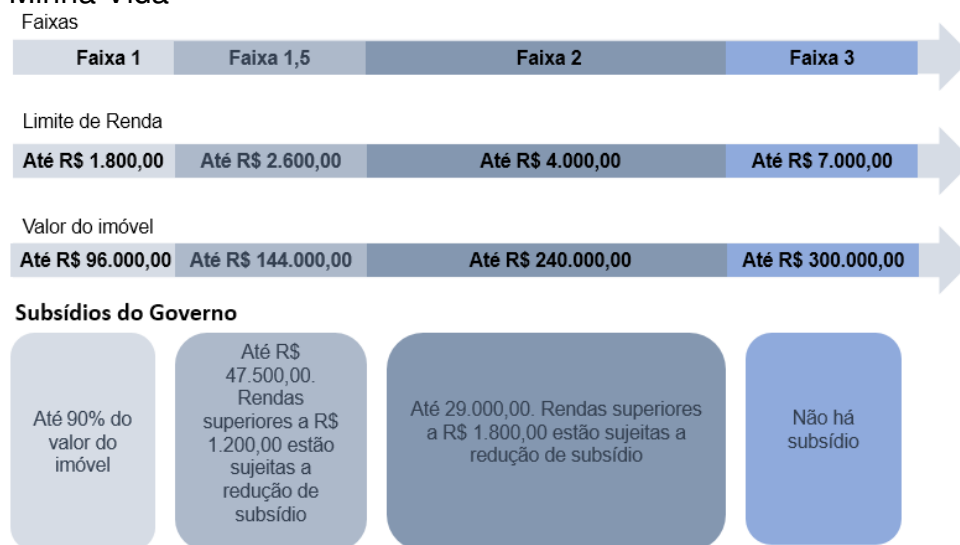 Minha Vida
Faixas
Faixa 1 Faixa 1,5 Faixa 2 Faixa 3
Limite de Renda
Até R$ 1.800,00 Até R$ 2.600,00 Até R$ 4.000,00 Até R$ 7.000,00
Valor do imóvel
Até R$ 96.000,00 Até R$ 144.000,00 Até R$ 240.000,00 Até R$ 300.000,00
Subsídios do Governo
Até 90% do
valor do
imóvel
Até R$
47.500,00.
Rendas
superiores a R$
1.200,00 estão
sujeitas a
redução de
subsídio
Até 29.000,00. Rendas superiores
a R$ 1.800,00 estão sujeitas a
redução de subsídio
Não há
subsídio